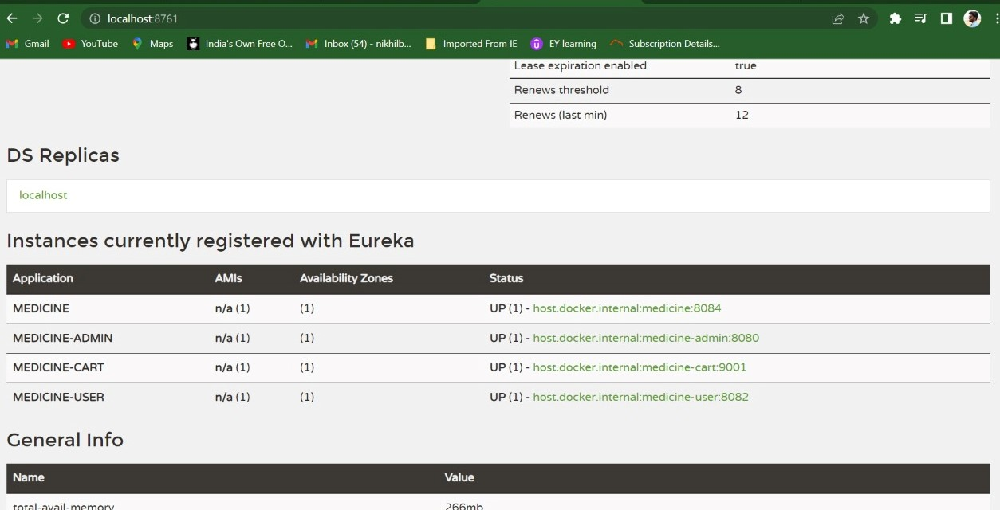 localhost:8761
Gmail YouTube Maps India's Own Free O... Inbox (54) - nikhilb... Imported From IE EY learning Subscription Details...
Lease expiration enabled true
Renews threshold 8
Renews (last min) 12
DS Replicas
localhost
Instances currently registered with Eureka
Application AMIs Availability Zones Status
MEDICINE n/a (1) (1) UP (1) - host.docker.internal:medicine:8084
MEDICINE-ADMIN n/a (1) (1) UP (1) - host.docker.internal:medicine-admin:8080
MEDICINE-CART n/a (1) (1) UP (1) - host.docker.internal:medicine-cart:9001
MEDICINE-USER n/a (1) (1) UP (1) - host.docker.internal:medicine-user:8082
General Info
Name Value
total-avail-memory 266mb